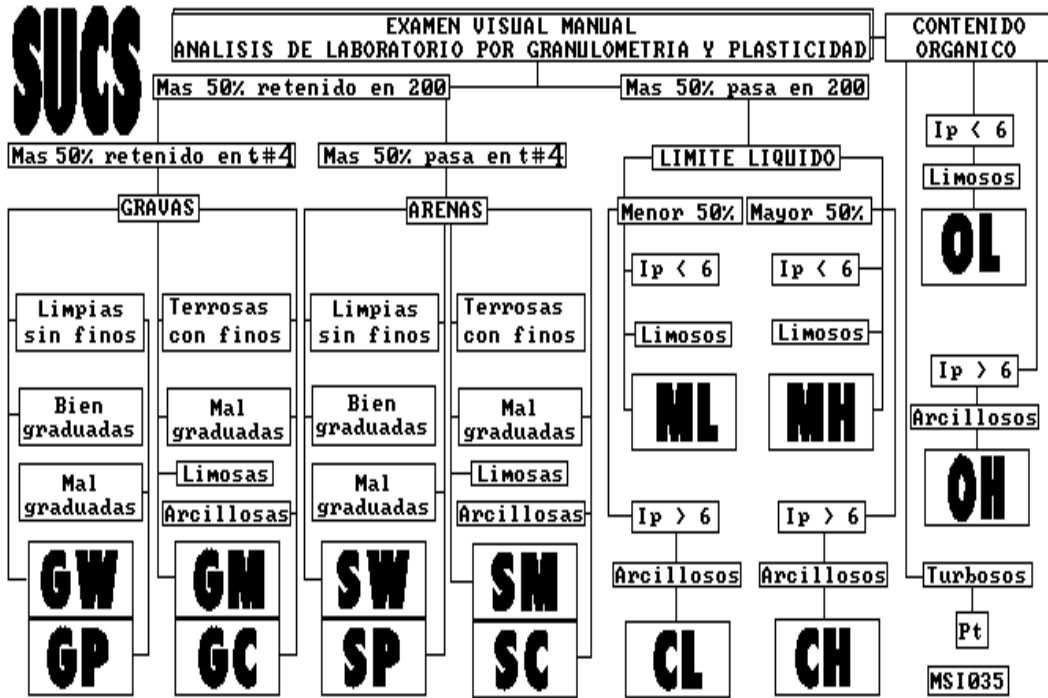 SUCS
EXAMEN VISUAL MANUAL
ANALISIS DE LABORATORIO POR GRANULOMETRIA Y PLASTICIDAD
CONTENIDO
ORGANICO
Mas 50% retenido en 200
Mas 50% pasa en 200
Mas 50% retenido en t#4
Mas 50% pasa en t#4
LIMITE LIQUIDO
GRAVAS
ARENAS
Menor 50%
Mayor 50%
Ip < 6
Limosos
OL
Ip < 6
Ip < 6
Limpias
sin finos
Terrosas
con finos
Limpias
sin finos
Terrosas
con finos
Limosos
Limosos
ML
MH
Ip > 6
Arcillosos
OH
Bien
graduadas
Mal
graduadas
Bien
graduadas
Mal
graduadas
Mal
graduadas
Limosas
Arcillosas
Mal
graduadas
Limosas
Arcillosas
Ip > 6
Ip > 6
Arcillosos
Arcillosos
Turbosos
GW
GM
SW
SM
GP
GC
SP
SC
CL
CH
Pt
MSI035